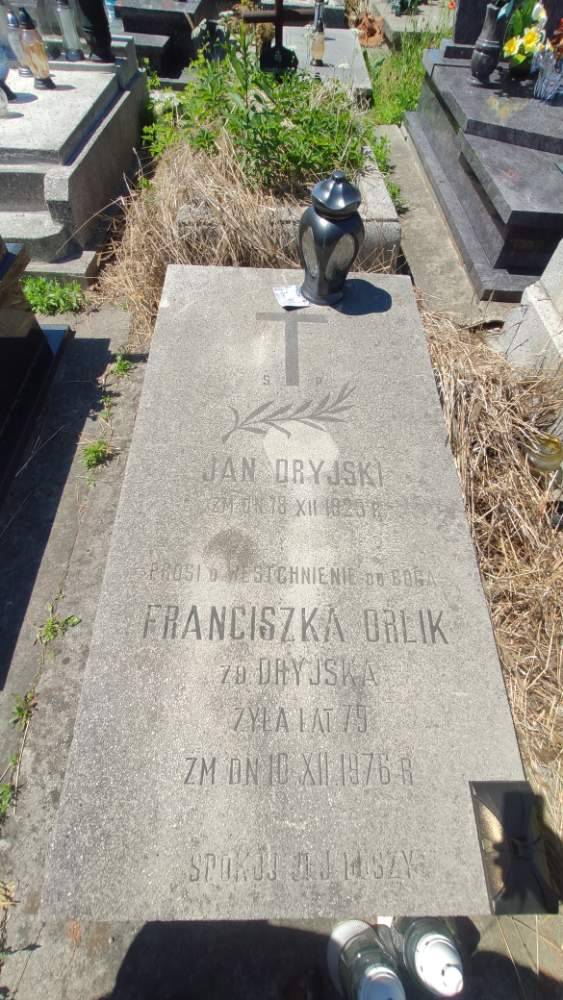 S P
JAN DRYJSKI
ZM DN 18 XII 1925 R
PROSI O WESTCHNIENIE DO BOGA
FRANCISZKA ORLIK
ZD DRYJSKA
ŻYŁA LAT 79
ZM DN 10 XII 1976 R
SPOKÓJ JEJ DUSZY